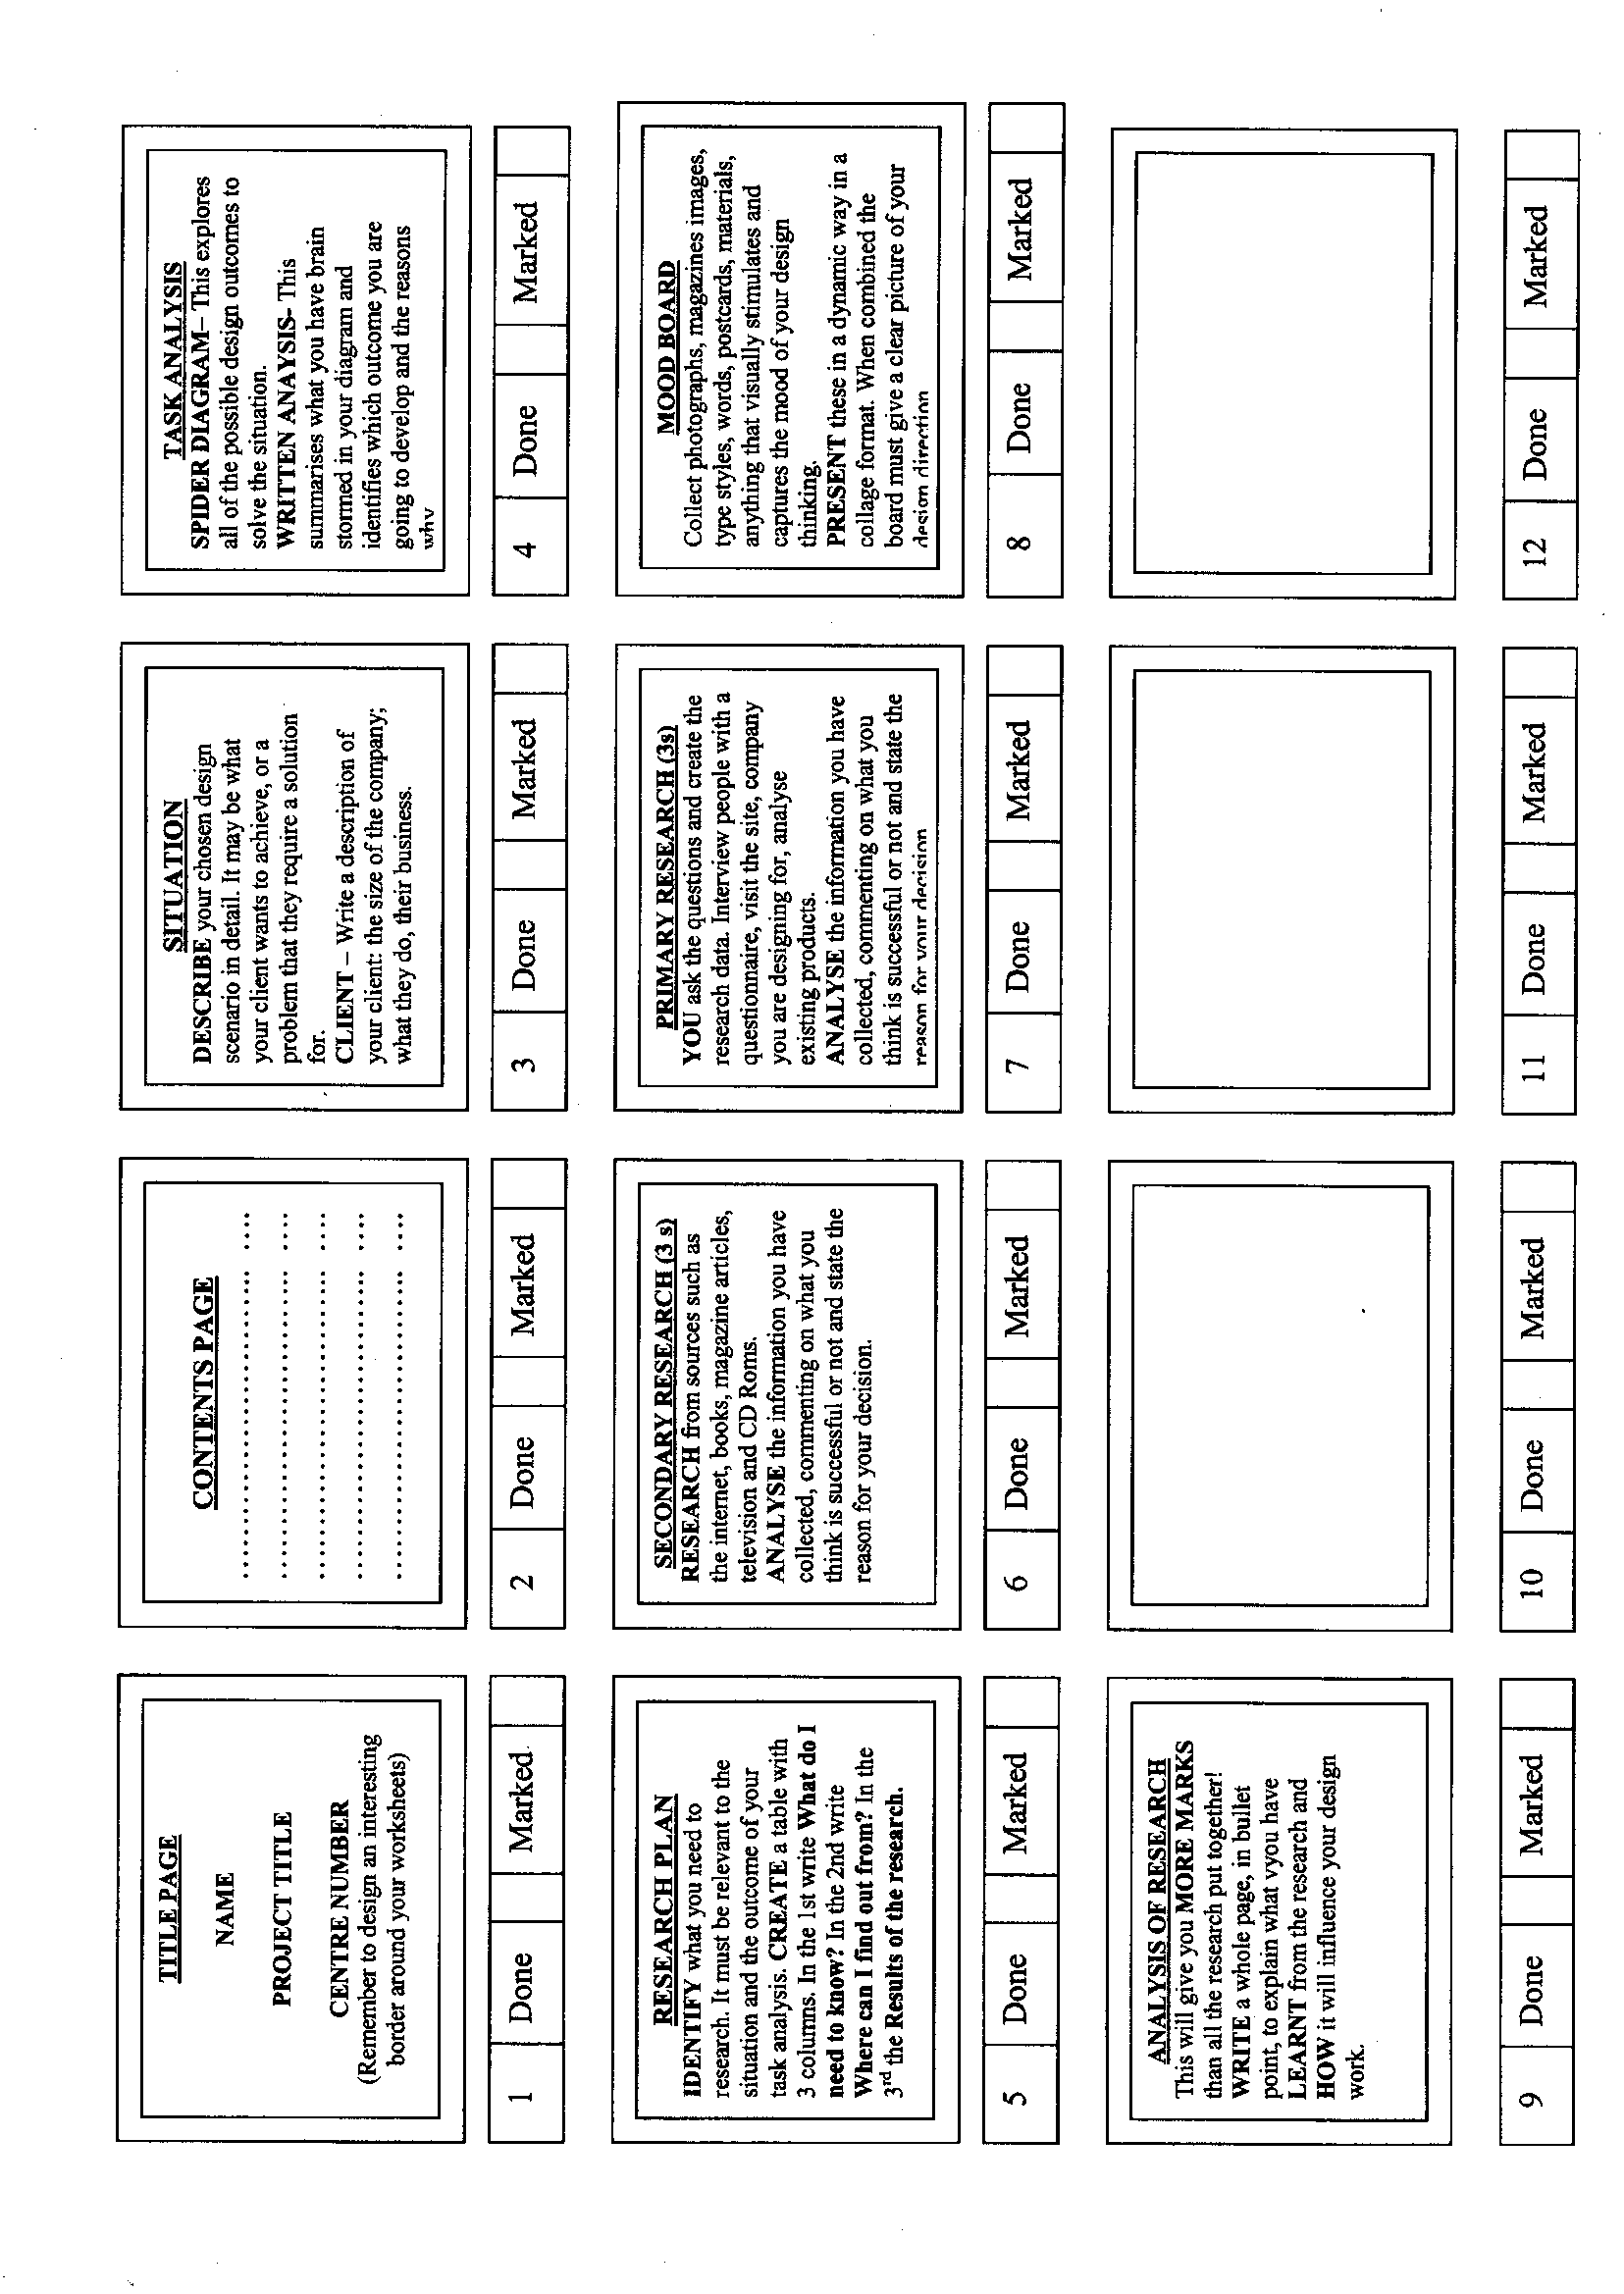 TITLE PAGE
NAME
PROJECT TITLE
CENTRE NUMBER
(Remember to design an interesting
border around your worksheets)
1 Done Marked
CONTENTS PAGE
2 Done Marked
SITUATION
DESCRIBE your chosen design
scenario in detail. It may be what
your client wants to achieve, or a
problem that they require a solution
for.
CLIENT – Write a description of
your client: the size of the company;
what they do, their business.
3 Done Marked
TASK ANALYSIS
SPIDER DIAGRAM– This explores
all of the possible design outcomes to
solve the situation.
WRITTEN ANAYSIS- This
summarises what you have brain
stormed in your diagram and
identifies which outcome you are
going to develop and the reasons
why
4 Done Marked
RESEARCH PLAN
IDENTIFY what you need to
research. It must be relevant to the
situation and the outcome of your
task analysis. CREATE a table with
3 columns. In the 1st write What do I
need to know? In the 2nd write
Where can I find out from? In the
3rd the Results of the research.
5 Done Marked
SECONDARY RESEARCH (3 s)
RESEARCH from sources such as
the internet, books, magazine articles,
television and CD Roms.
ANALYSE the information you have
collected, commenting on what you
think is successful or not and state the
reason for your decision.
6 Done Marked
PRIMARY RESEARCH (3s)
YOU ask the questions and create the
research data. Interview people with a
questionnaire, visit the site, company
you are designing for, analyse
existing products.
ANALYSE the information you have
collected, commenting on what you
think is successful or not and state the
reason for your decision
7 Done Marked
MOOD BOARD
Collect photographs, magazines images,
type styles, words, postcards, materials,
anything that visually stimulates and
captures the mood of your design
thinking.
PRESENT these in a dynamic way in a
collage format. When combined the
board must give a clear picture of your
design direction
8 Done Marked
ANALYSIS OF RESEARCH
This will give you MORE MARKS
than all the research put together!
WRITE a whole page, in bullet
point, to explain what vyou have
LEARNT from the research and
HOW it will influence your design
work.
9 Done Marked
10 Done Marked
11 Done Marked
12 Done Marked